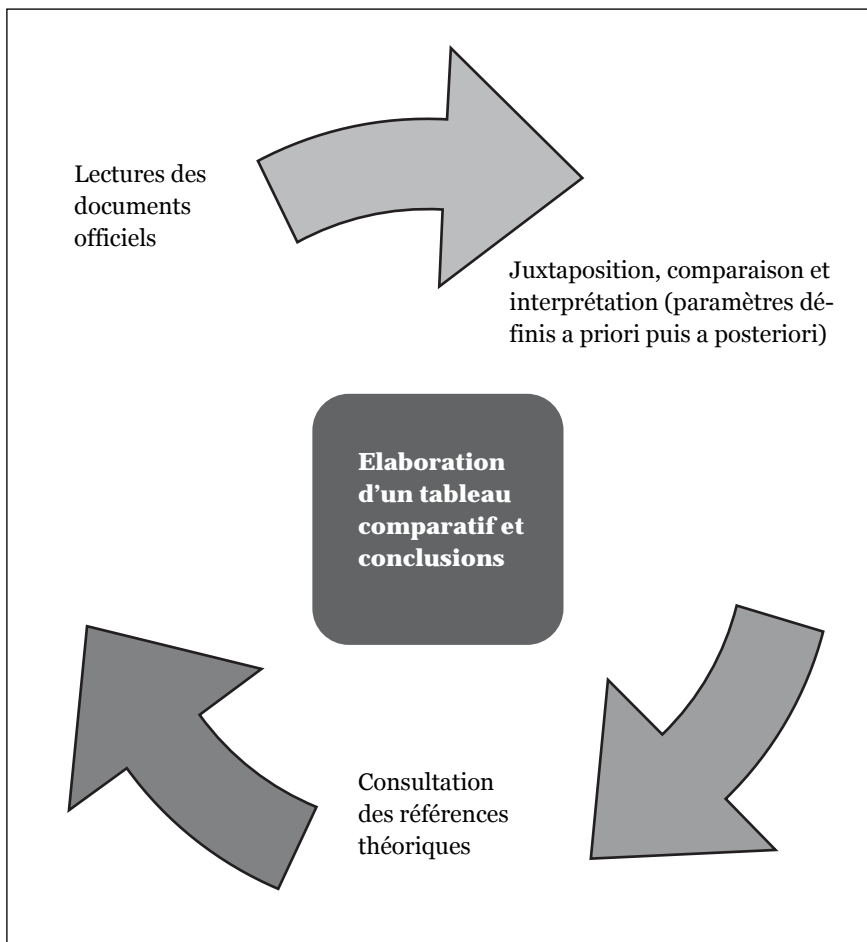 Lectures des
documents
officiels
Juxtaposition, comparaison et
interprétation (paramètres dé-
finis a priori puis a posteriori)
Elaboration
d’un tableau
comparatif et
conclusions
Consultation
des références
théoriques